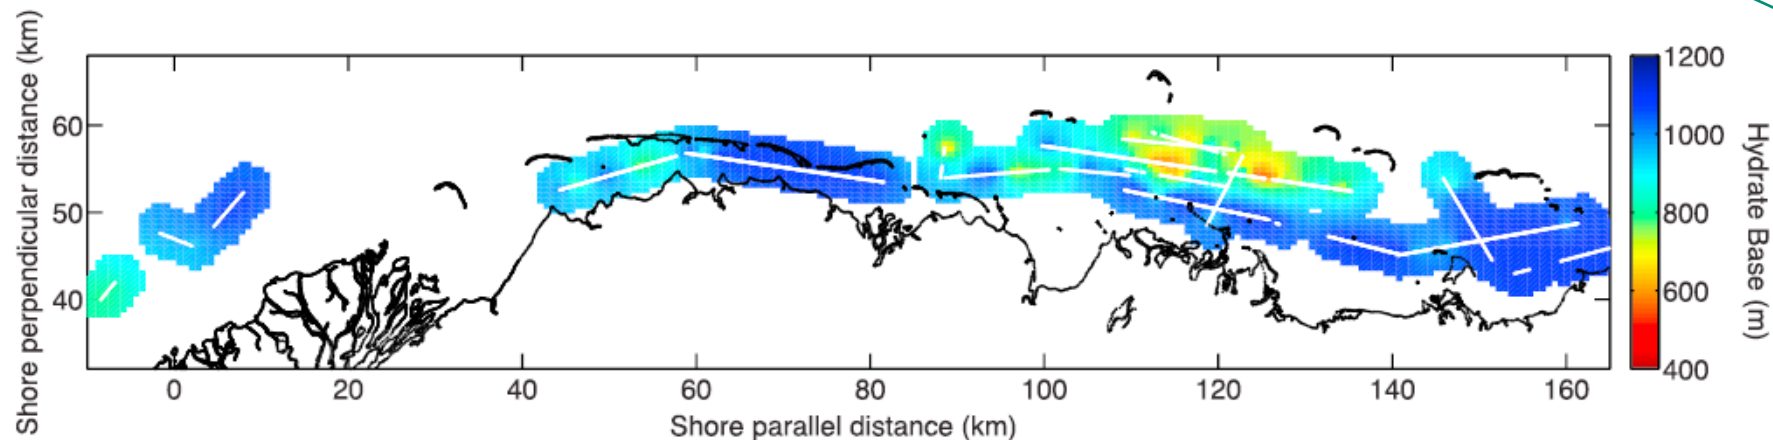 Shore perpendicular distance (km)
60
50
40
0 20 40 60 80 100 120 140 160
Shore parallel distance (km)
1200
1000
800
600
400
Hydrate Base (m)